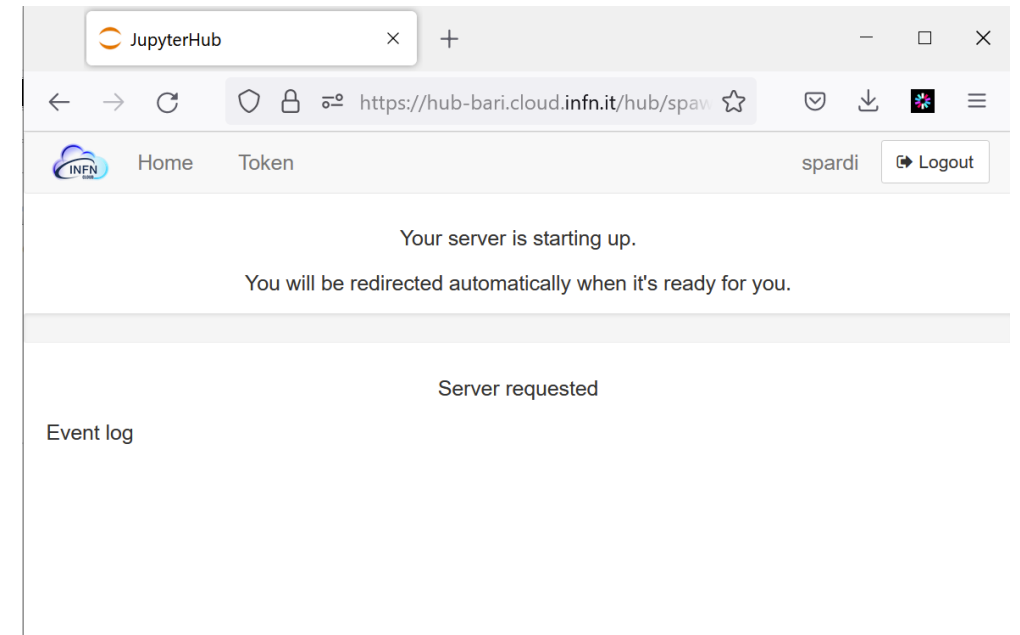 JupyterHub
https://hub-bari.cloud.infn.it/hub/spaw
INFN
CLOUD
Home
Token
spardi
Logout
Your server is starting up.
You will be redirected automatically when it's ready for you.
Server requested
Event log